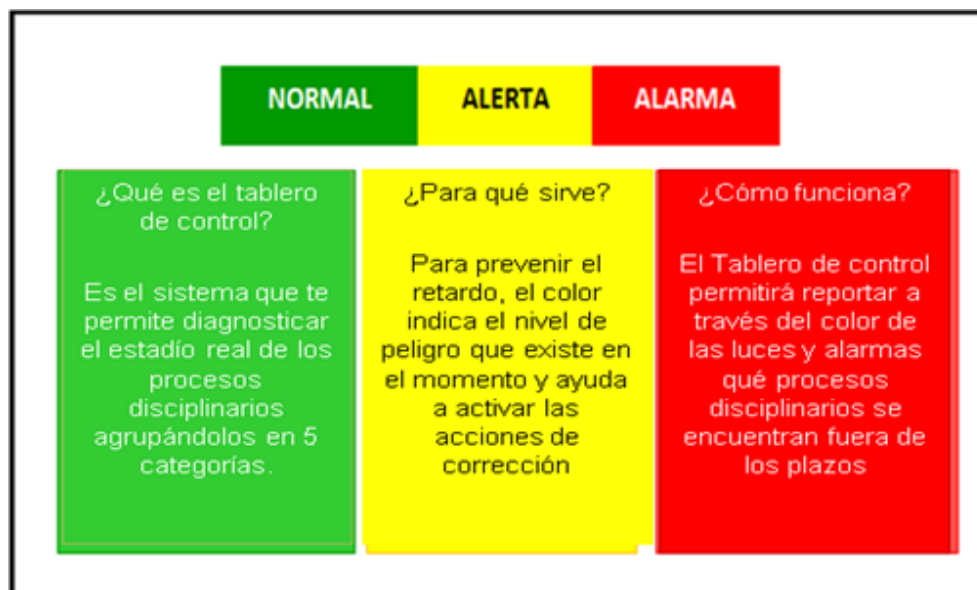 NORMAL
ALERTA
ALARMA
¿Qué es el tablero
de control?
Es el sistema que te
permite diagnosticar
el estadío real de los
procesos
disciplinarios
agrupándolos en 5
categorías.
¿Para qué sirve?
Para prevenir el
retardo, el color
indica el nivel de
peligro que existe en
el momento y ayuda
a activar las
acciones de
corrección
¿Cómo funciona?
El Tablero de control
permitirá reportar a
través del color de
las luces y alarmas
qué procesos
disciplinarios se
encuentran fuera de
los plazos